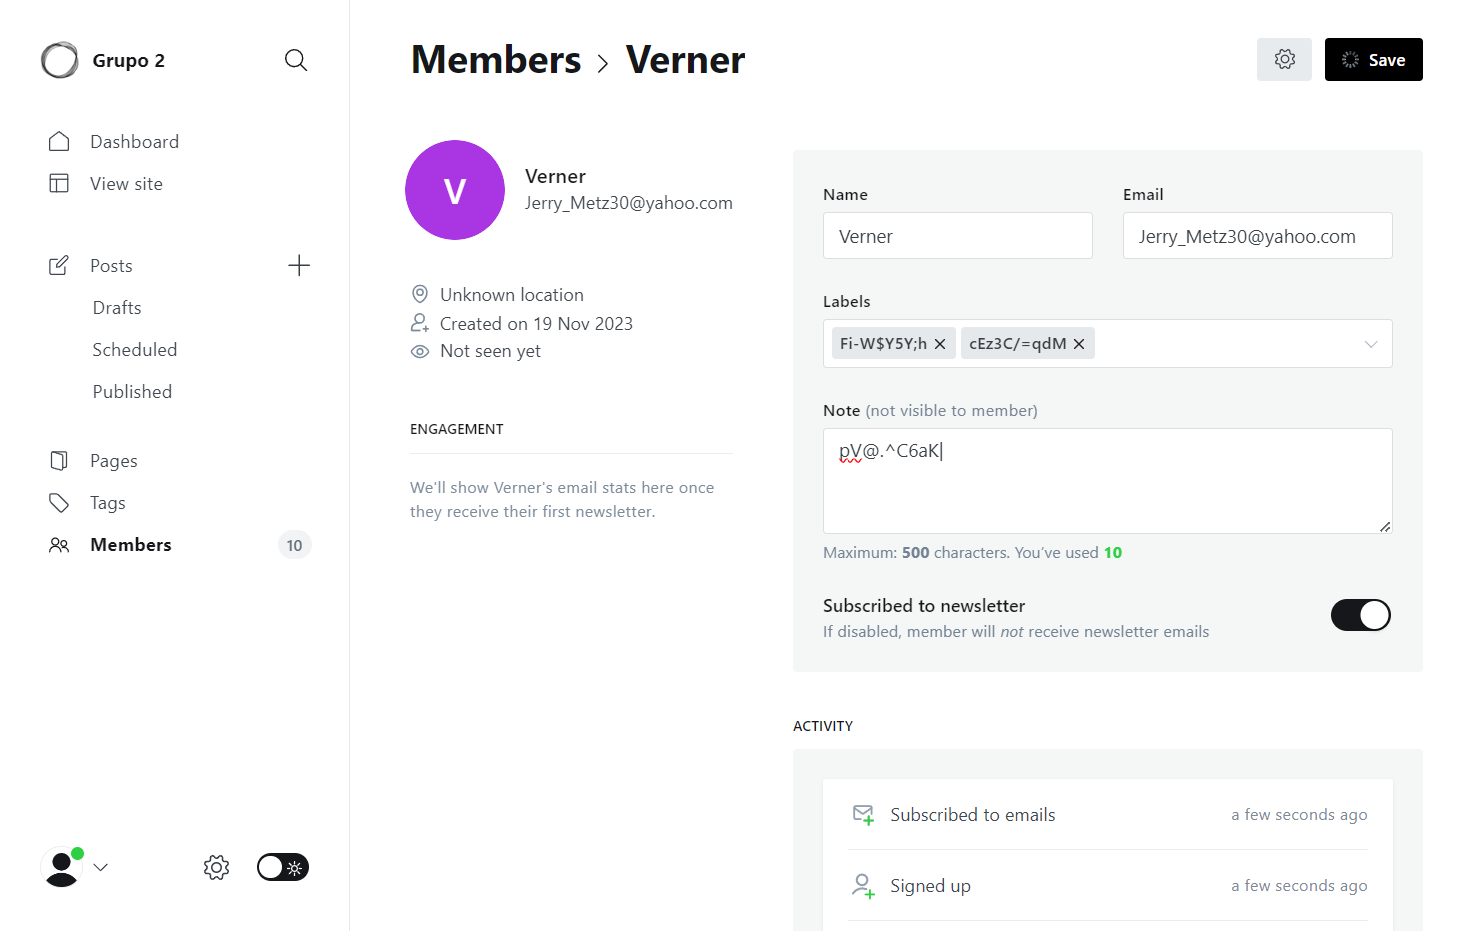 Grupo 2
Dashboard
View site
Posts
Drafts
Scheduled
Published
Pages
Tags
Members 10
Members > Verner
Save
V
Verner
Jerry_Metz30@yahoo.com
Unknown location
Created on 19 Nov 2023
Not seen yet
ENGAGEMENT
We'll show Verner's email stats here once
they receive their first newsletter.
Name
Verner
Email
Jerry_Metz30@yahoo.com
Labels
Fi-W$Y5Y;h cEz3C/=qdM
Note (not visible to member)
pV@.^C6aK
Maximum: 500 characters. You've used 10
Subscribed to newsletter
If disabled, member will not receive newsletter emails
ACTIVITY
Subscribed to emails a few seconds ago
Signed up a few seconds ago